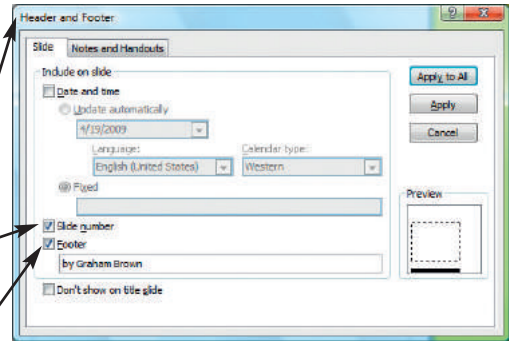 Header and Footer
Slide Notes and Handouts
Include on slide
Date and time
Update automatically
4/19/2009
Language: Calendar type:
English (United States) Western
Fixed
Slide number
Footer
by Graham Brown
Don't show on title slide
Apply to All
Apply
Cancel
Preview